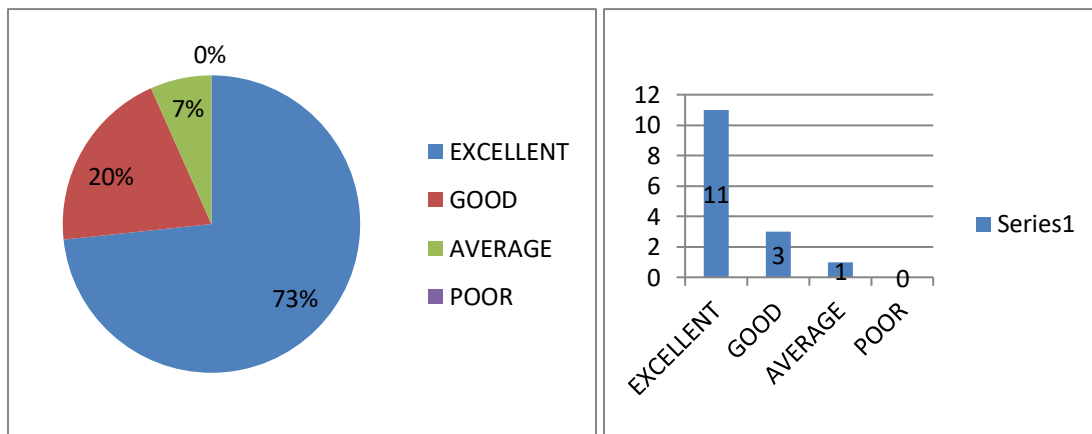 0%
7%
20%
73%
EXCELLENT
GOOD
AVERAGE
POOR
12
10
8
6
4
2
0
11
3
1
0
EXCELLENT
GOOD
AVERAGE
POOR
Series1